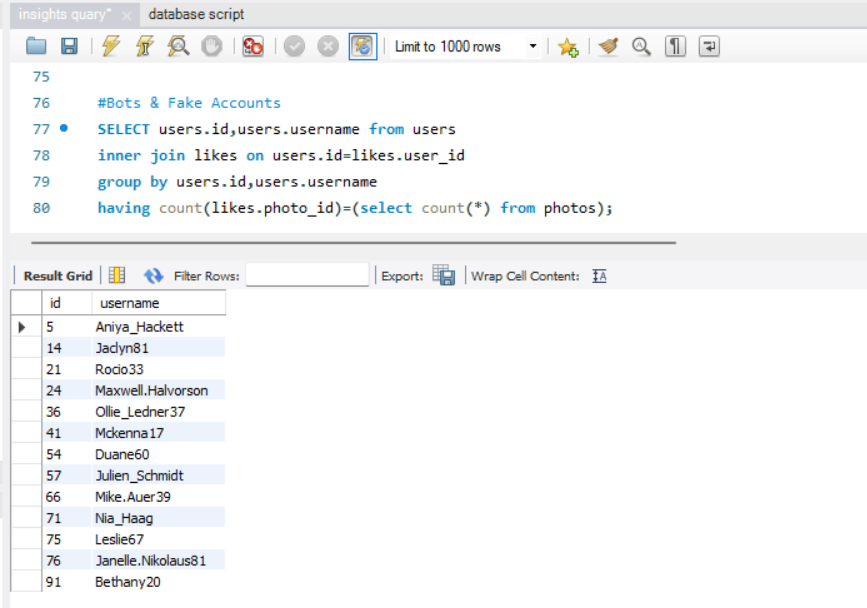 insights quary* × database script
Limit to 1000 rows
75
76 #Bots & Fake Accounts
77 SELECT users.id,users.username from users
78 inner join likes on users.id=likes.user_id
79 group by users.id,users.username
80 having count(likes.photo_id)=(select count(*) from photos);
Result Grid Filter Rows: Export: Wrap Cell Content: IA
id username
5 Aniya_Hackett
14 Jaclyn81
21 Rocio33
24 Maxwell.Halvorson
36 Ollie_Ledner37
41 Mckenna17
54 Duane60
57 Julien_Schmidt
66 Mike.Auer39
71 Nia_Haag
75 Leslie67
76 Janelle.Nikolaus81
91 Bethany20